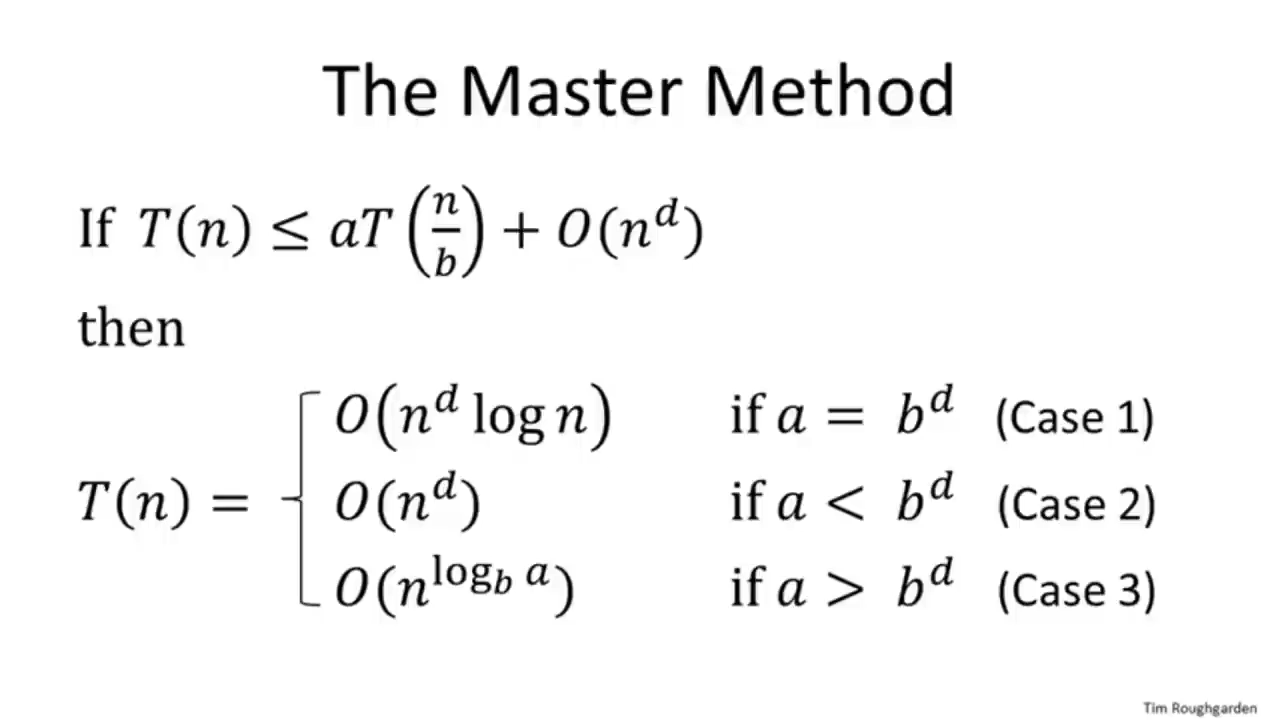 The Master Method
If T(n) ≤ aT(n/b) + O(n^d)
then
T(n) =
O(n^d log n) if a = b^d (Case 1)
O(n^d) if a < b^d (Case 2)
O(n^{log_b a}) if a > b^d (Case 3)
Tim Roughgarden